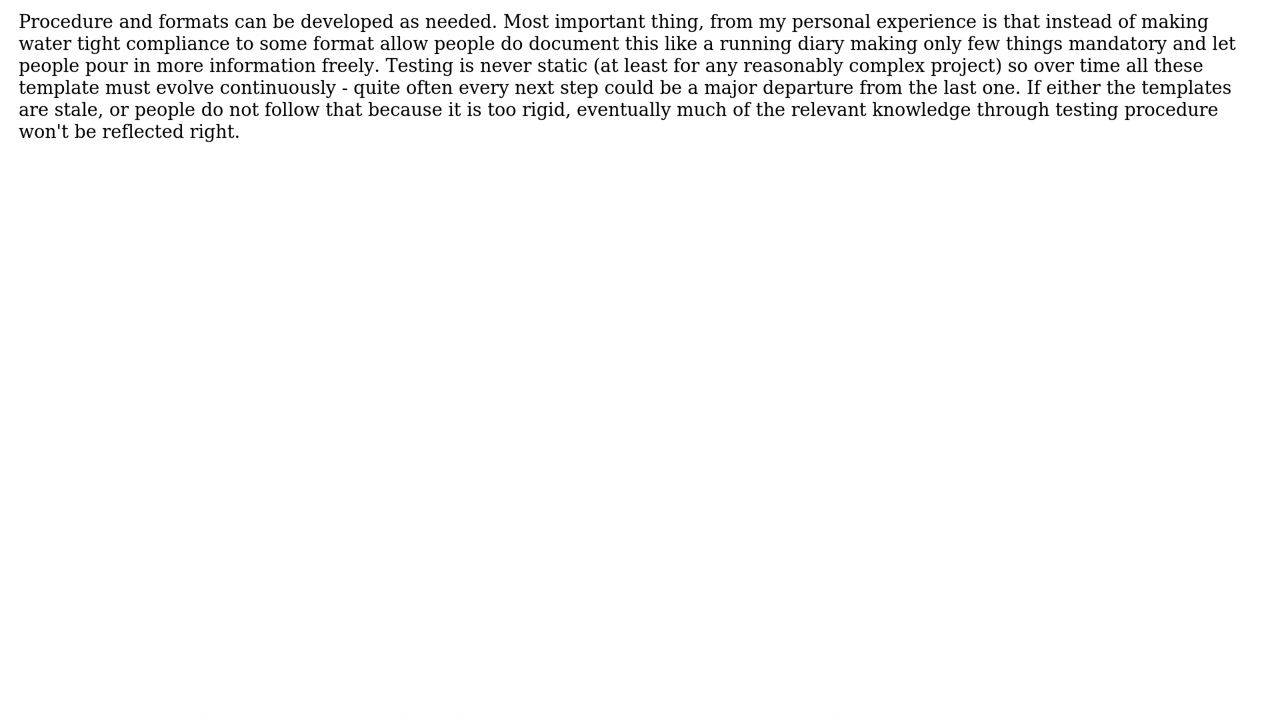 Procedure and formats can be developed as needed. Most important thing, from my personal experience is that instead of making
water tight compliance to some format allow people do document this like a running diary making only few things mandatory and let
people pour in more information freely. Testing is never static (at least for any reasonably complex project) so over time all these
template must evolve continuously - quite often every next step could be a major departure from the last one. If either the templates
are stale, or people do not follow that because it is too rigid, eventually much of the relevant knowledge through testing procedure
won't be reflected right.